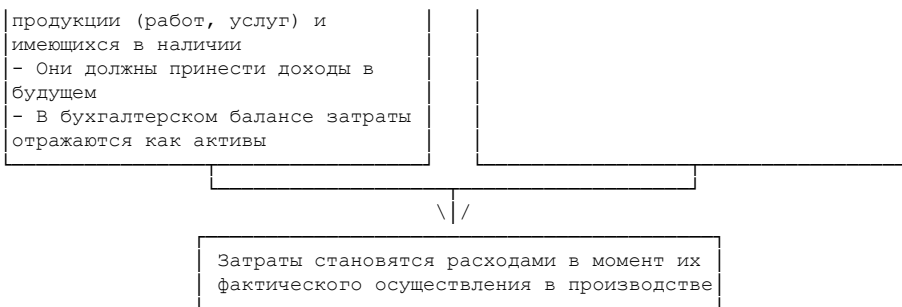 продукции (работ, услуг) и
имеющихся в наличии
- Они должны принести доходы в
будущем
- В бухгалтерском балансе затраты
отражаются как активы
Затраты становятся расходами в момент их
фактического осуществления в производстве